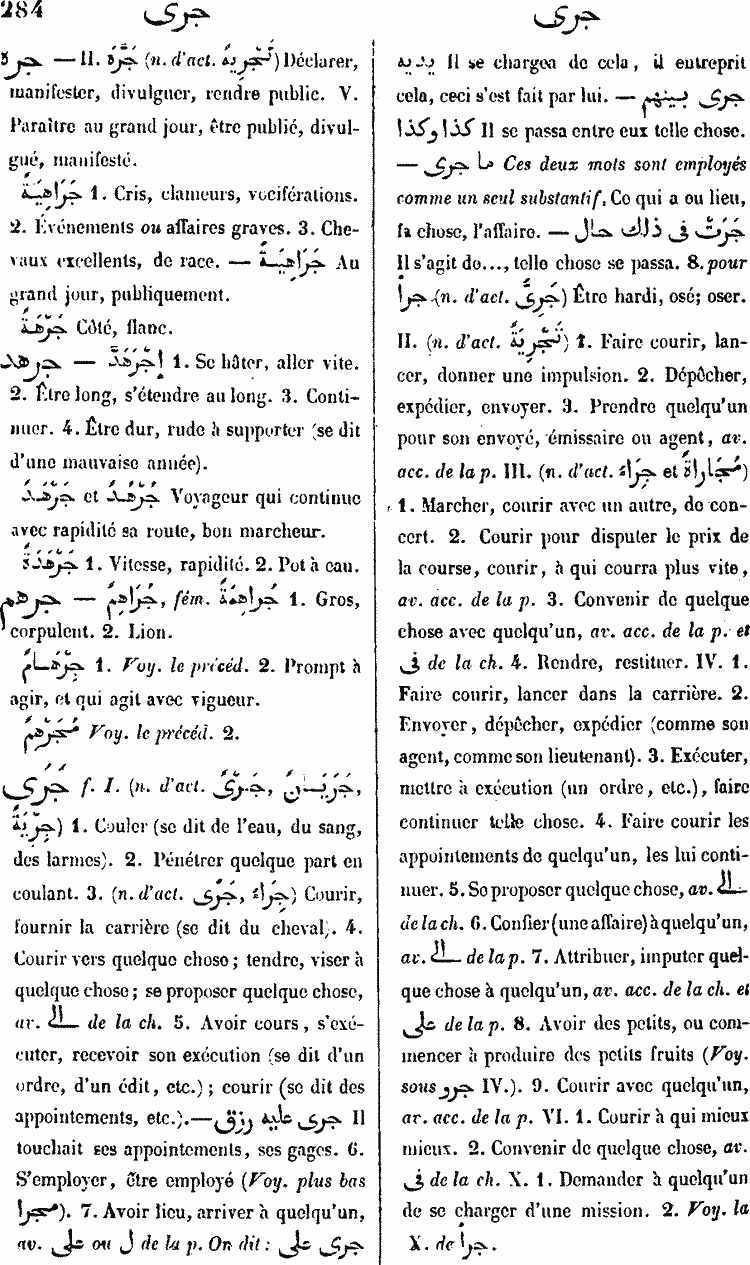 284 جرى جرى
جرة — II. جَرَّهَ (n. d'act. تَجْرِيهٌ) Déclarer,
manifester, divulguer, rendre public. V.
Paraître au grand jour, être publié, divul-
gué, manifesté.
جَرَاهِيَةٌ 1. Cris, clameurs, vociférations.
2. Événements ou affaires graves. 3. Che-
vaux excellents, de race. — جَرَاهِيَةً Au
grand jour, publiquement.
جَرْهَةٌ Côté, flanc.
جرهد — إِجْرَهَدَّ 1. Se hâter, aller vite.
2. Être long, s'étendre au long. 3. Conti-
nuer. 4. Être dur, rude à supporter (se dit
d'une mauvaise année).
جَرْهَدٌ et جُرْهُدٌ Voyageur qui continue
avec rapidité sa route, bon marcheur.
جَرْهَدَةٌ 1. Vitesse, rapidité. 2. Pot à eau.
جرهم — جُرَاهِمٌ, fém. جُرَاهِمَةٌ 1. Gros,
corpulent. 2. Lion.
جِرْهَامٌ 1. Voy. le précéd. 2. Prompt à
agir, et qui agit avec vigueur.
مُجَرْهِمٌ Voy. le précéd. 2.
جَرَى f. I. (n. d'act. جَرْىٌ, جَرَيَانٌ,
جِرْيَةٌ) 1. Couler (se dit de l'eau, du sang,
des larmes). 2. Pénétrer quelque part en
coulant. 3. (n. d'act. جِرَاءٌ, جَرْى) Courir,
fournir la carrière (se dit du cheval). 4.
Courir vers quelque chose; tendre, viser à
quelque chose; se proposer quelque chose,
av. إلى de la ch. 5. Avoir cours, s'exé-
cuter, recevoir son exécution (se dit d'un
ordre, d'un édit, etc.); courir (se dit des
appointements, etc.).— جرى عليه رزق Il
touchait ses appointements, ses gages. 6.
S'employer, être employé (Voy. plus bas
مجرا). 7. Avoir lieu, arriver à quelqu'un,
av. على ou ل de la p. On dit: جرى على
يديه Il se chargea de cela, il entreprit
cela, ceci s'est fait par lui. — جرى بينهم
كذا وكذا Il se passa entre eux telle chose.
— ما جرى Ces deux mots sont employés
comme un seul substantif, Ce qui a ou lieu,
la chose, l'affaire. — جَرَتْ فى ذلك حال
Il s'agit de..., telle chose se passa. 8. pour
جرأ (n. d'act. جَرِىٌّ) Être hardi, osé; oser.
II. (n. d'act. تَجْرِيَةٌ) 1. Faire courir, lan-
cer, donner une impulsion. 2. Dépêcher,
expédier, envoyer. 3. Prendre quelqu'un
pour son envoyé, émissaire ou agent, av.
acc. de la p. III. (n. d'act. جِرَاءٌ et مُجَارَاةٌ)
1. Marcher, courir avec un autre, de con-
cert. 2. Courir pour disputer le prix de
la course, courir, à qui courra plus vite,
av. acc. de la p. 3. Convenir de quelque
chose avec quelqu'un, av. acc. de la p. et
فى de la ch. 4. Rendre, restituer. IV. 1.
Faire courir, lancer dans la carrière. 2.
Envoyer, dépêcher, expédier (comme son
agent, comme son lieutenant). 3. Exécuter,
mettre à exécution (un ordre, etc.), faire
continuer telle chose. 4. Faire courir les
appointements de quelqu'un, les lui conti-
nuer. 5. Se proposer quelque chose, av. إلى
de la ch. 6. Confier (une affaire) à quelqu'un,
av. إلى de la p. 7. Attribuer, imputer quel-
que chose à quelqu'un, av. acc. de la ch. et
على de la p. 8. Avoir des petits, ou com-
mencer à produire des petits fruits (Voy.
sous جرو IV.). 9. Courir avec quelqu'un,
av. acc. de la p. VI. 1. Courir à qui mieux
mieux. 2. Convenir de quelque chose, av.
فى de la ch. X. 1. Demander à quelqu'un
de se charger d'une mission. 2. Voy. la
X. de جرأ.